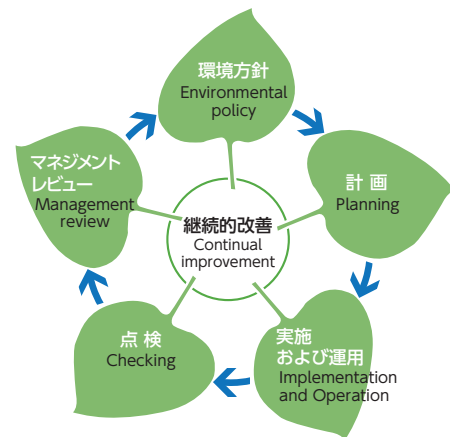 環境方針
Environmental
policy
計 画
Planning
実施
および運用
Implementation
and Operation
点 検
Checking
マネジメント
レビュー
Management
review
継続的改善
Continual
improvement